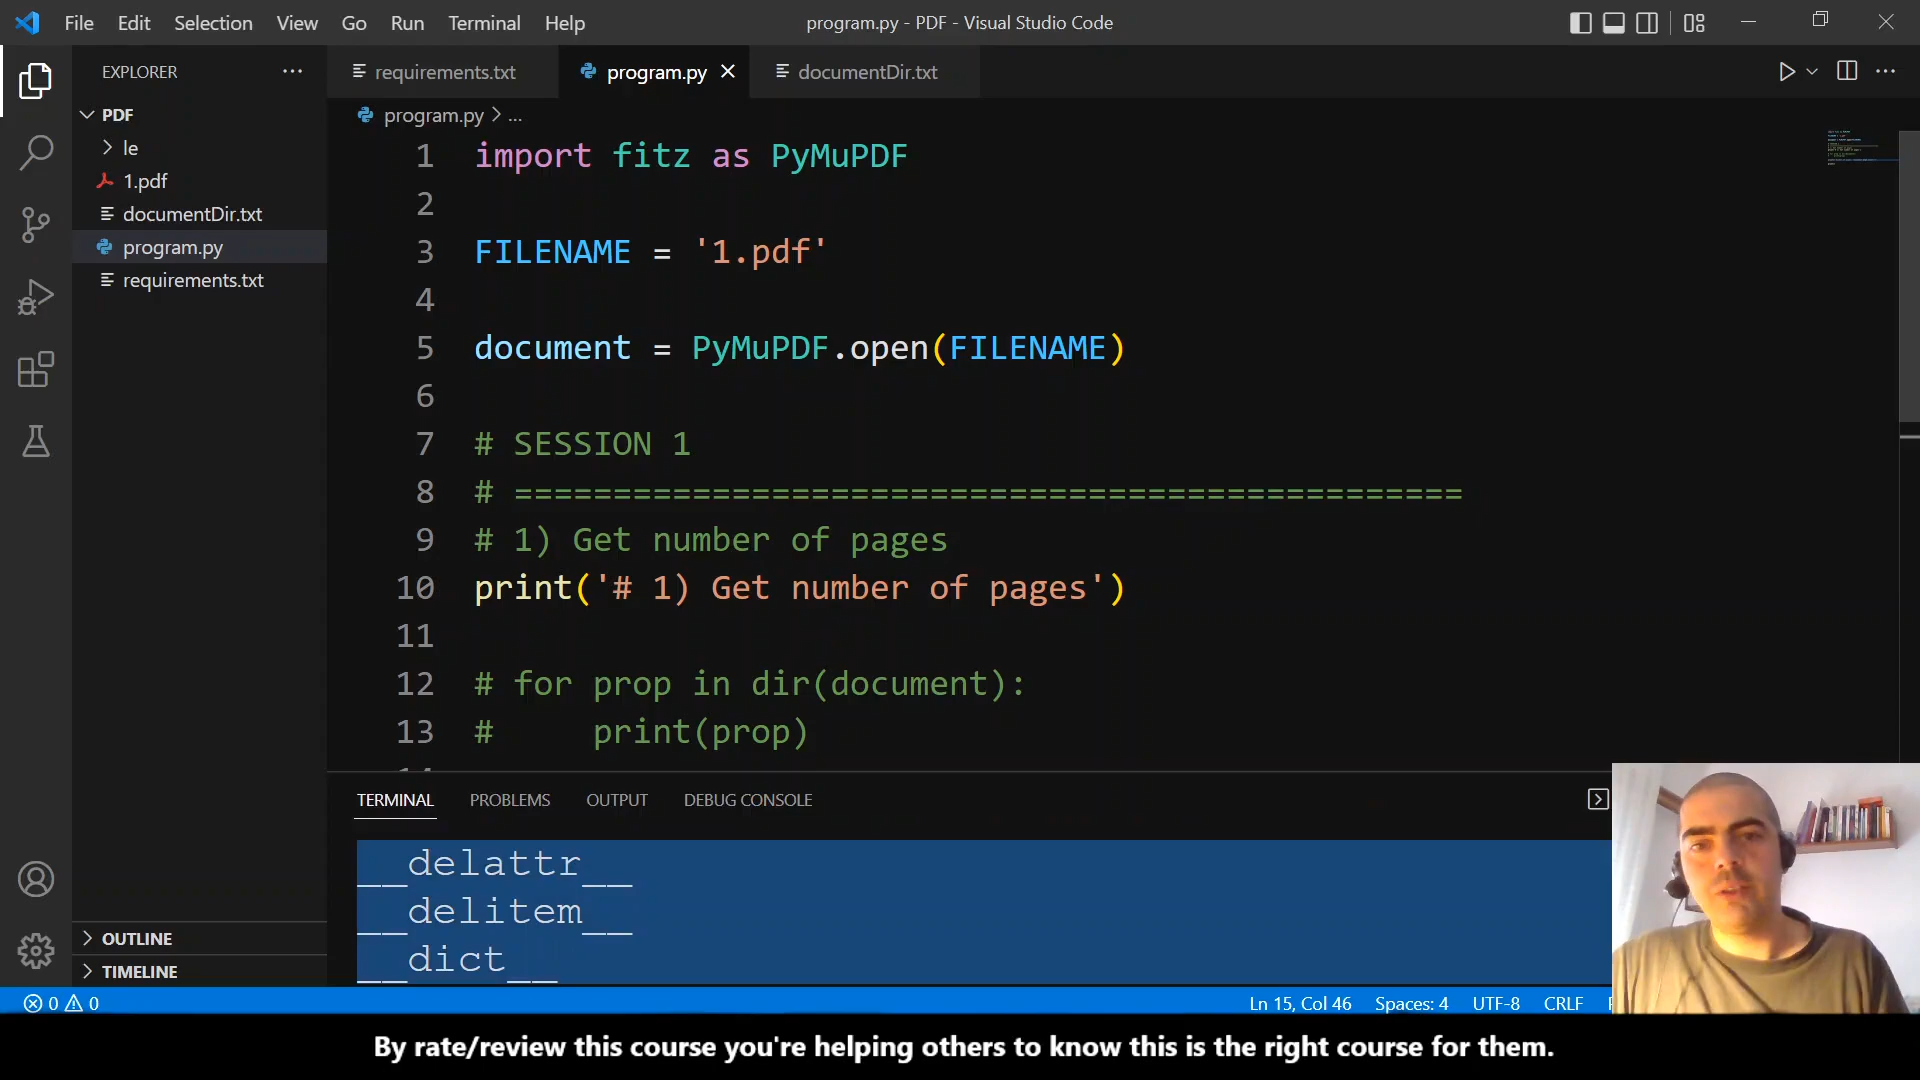 File Edit Selection View Go Run Terminal Help
program.py - PDF - Visual Studio Code
EXPLORER
PDF
le
1.pdf
documentDir.txt
program.py
requirements.txt
OUTLINE
TIMELINE
requirements.txt program.py documentDir.txt
program.py > ...
1 import fitz as PyMuPDF
2
3 FILENAME = '1.pdf'
4
5 document = PyMuPDF.open(FILENAME)
6
7 # SESSION 1
8 # ================================================
9 # 1) Get number of pages
10 print('# 1) Get number of pages')
11
12 # for prop in dir(document):
13 #     print(prop)
TERMINAL PROBLEMS OUTPUT DEBUG CONSOLE
__delattr__
__delitem__
__dict__
0 0 Ln 15, Col 46 Spaces: 4 UTF-8 CRLF
By rate/review this course you're helping others to know this is the right course for them.